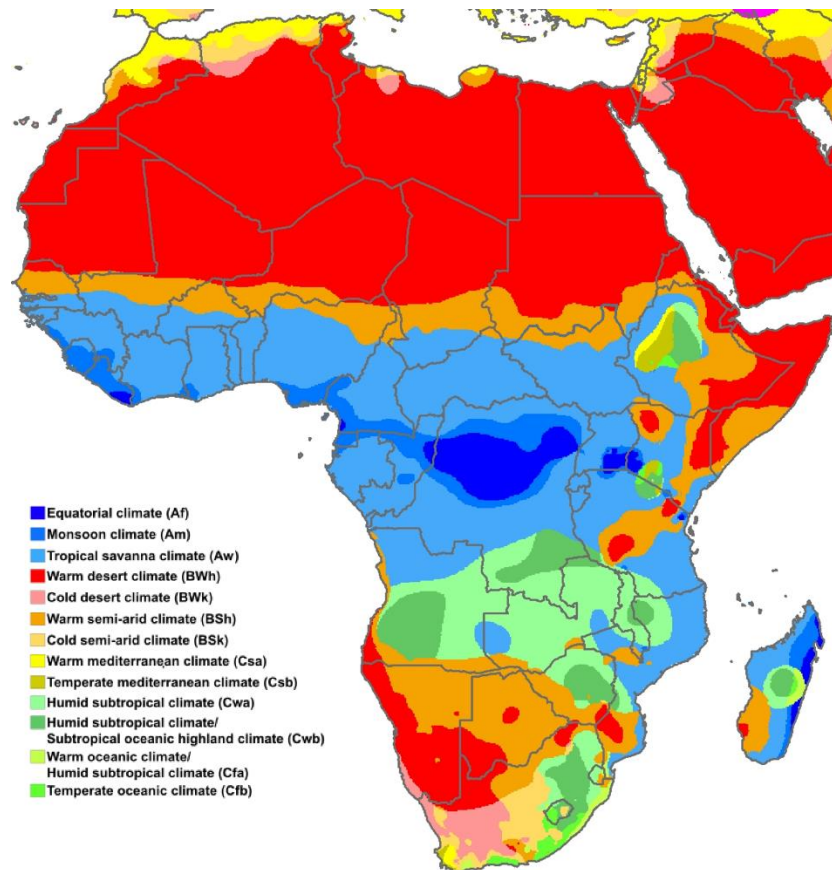 Equatorial climate (Af)
Monsoon climate (Am)
Tropical savanna climate (Aw)
Warm desert climate (BWh)
Cold desert climate (BWk)
Warm semi-arid climate (BSh)
Cold semi-arid climate (BSk)
Warm mediterranean climate (Csa)
Temperate mediterranean climate (Csb)
Humid subtropical climate (Cwa)
Humid subtropical climate/
Subtropical oceanic highland climate (Cwb)
Warm oceanic climate/
Humid subtropical climate (Cfa)
Temperate oceanic climate (Cfb)